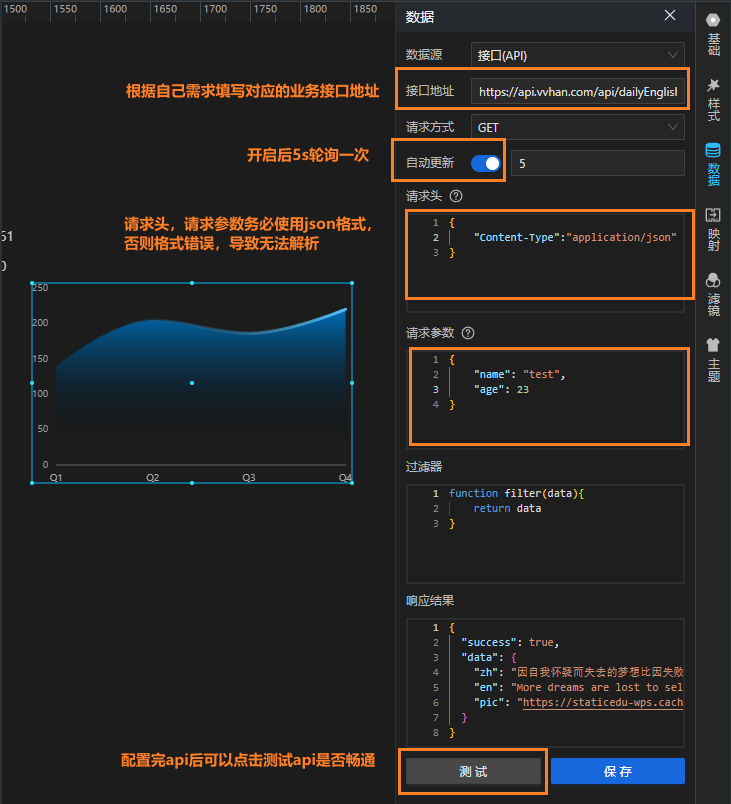 1500 1550 1600 1650 1700 1750 1800 1850
数据
基础
样式
数据
映射
滤镜
主题
数据源 接口(API)
根据自己需求填写对应的业务接口地址
接口地址 https://api.vvhan.com/api/dailyEnglis
请求方式 GET
开启后5s轮询一次
自动更新 5
请求头
请求头，请求参数务必使用json格式，
否则格式错误，导致无法解析
1 {
2 "Content-Type":"application/json"
3 }
51
0
250
200
150
100
50
0
Q1 Q2 Q3 Q4
请求参数
1 {
2 "name": "test",
3 "age": 23
4 }
过滤器
1 function filter(data){
2 return data
3 }
响应结果
1 {
2 "success": true,
3 "data": {
4 "zh": "因自我怀疑而失去的梦想比因失败
5 "en": "More dreams are lost to sel
6 "pic": "https://staticedu-wps.cach
7 }
8 }
配置完api后可以点击测试api是否畅通
测试 保存